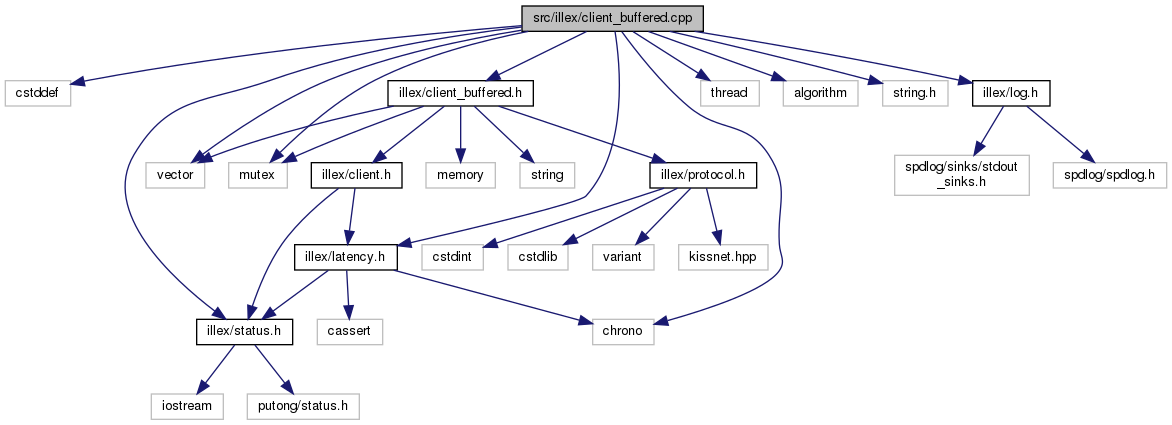 src/illex/client_buffered.cpp
cstddef
illex/client_buffered.h
thread
algorithm
string.h
illex/log.h
vector
mutex
illex/client.h
memory
string
illex/protocol.h
spdlog/sinks/stdout
_sinks.h
spdlog/spdlog.h
illex/latency.h
cstdint
cstdlib
variant
kissnet.hpp
illex/status.h
cassert
chrono
iostream
putong/status.h